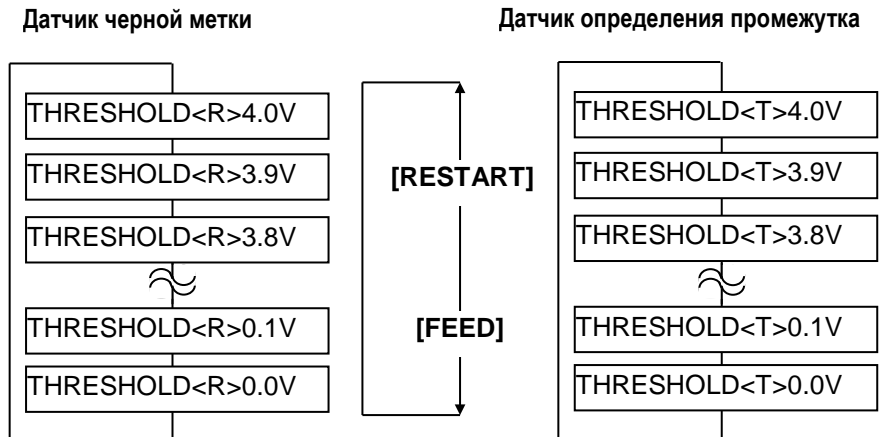 Датчик черной метки
Датчик определения промежутка
THRESHOLD<R>4.0V
THRESHOLD<R>3.9V
THRESHOLD<R>3.8V
THRESHOLD<R>0.1V
THRESHOLD<R>0.0V
[RESTART]
[FEED]
THRESHOLD<T>4.0V
THRESHOLD<T>3.9V
THRESHOLD<T>3.8V
THRESHOLD<T>0.1V
THRESHOLD<T>0.0V